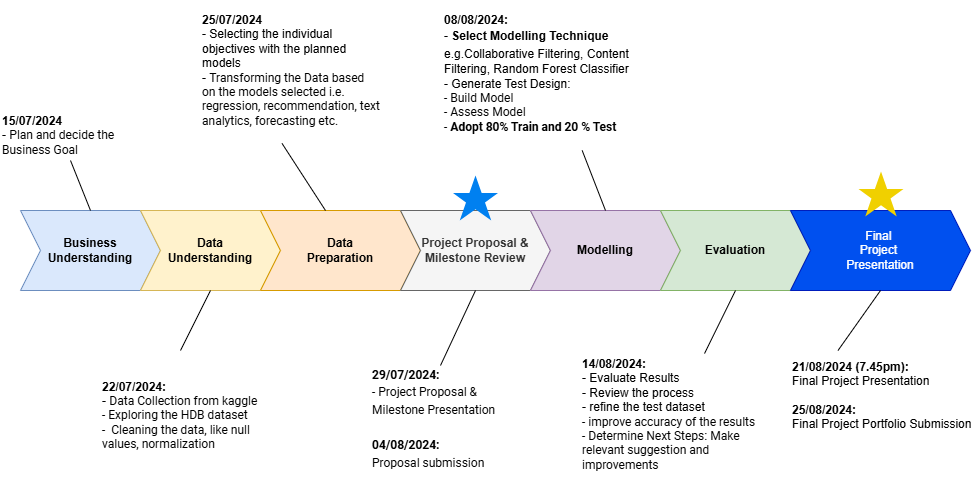 25/07/2024
- Selecting the individual
objectives with the planned
models
- Transforming the Data based
on the models selected i.e.
regression, recommendation, text
analytics, forecasting etc.
08/08/2024:
- Select Modelling Technique
e.g.Collaborative Filtering, Content
Filtering, Random Forest Classifier
- Generate Test Design:
- Build Model
- Assess Model
- Adopt 80% Train and 20 % Test
15/07/2024
- Plan and decide the
Business Goal
Business
Understanding
Data
Understanding
Data
Preparation
Project Proposal &
Milestone Review
Modelling
Evaluation
Final
Project
Presentation
22/07/2024:
- Data Collection from kaggle
- Exploring the HDB dataset
-  Cleaning the data, like null
values, normalization
29/07/2024:
- Project Proposal &
Milestone Presentation
04/08/2024:
Proposal submission
14/08/2024:
- Evaluate Results
- Review the process
- refine the test dataset
- improve accuracy of the results
- Determine Next Steps: Make
relevant suggestion and
improvements
21/08/2024 (7.45pm):
Final Project Presentation
25/08/2024:
Final Project Portfolio Submission